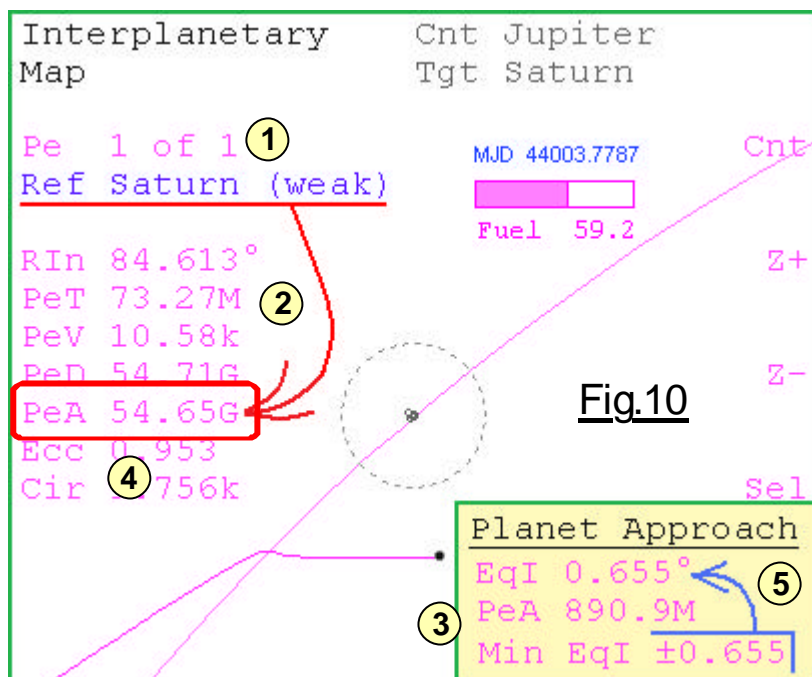 Interplanetary
Map
Cnt Jupiter
Tgt Saturn
Pe 1 of 1
1
Ref Saturn (weak)
MJD 44003.7787
Fuel 59.2
Cnt
Z+
Z-
Sel
RIn 84.613°
PeT 73.27M
2
PeV 10.58k
PeD 54.71G
PeA 54.65G
Ecc 0.953
4
Cir .756k
Fig.10
Planet Approach
EqI 0.655°
5
3
PeA 890.9M
Min EqI ±0.655